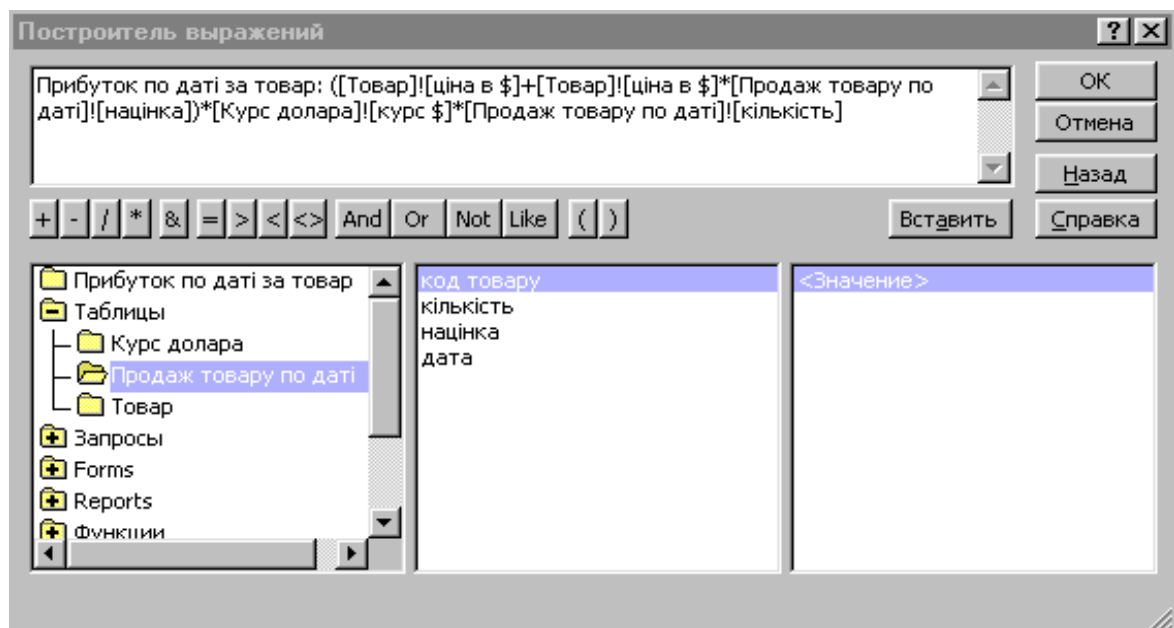 Построитель выражений
Прибуток по даті за товар: ([Товар]![ціна в $]+[Товар]![ціна в $]*[Продаж товару по
даті]![націнка])*[Курс долара]![курс $]*[Продаж товару по даті]![кількість]
OK
Отмена
Назад
+ - / * & = > < <> And Or Not Like ( ) Вставить Справка
Прибуток по даті за товар
Таблицы
Курс долара
Продаж товару по даті
Товар
Запросы
Forms
Reports
Функции
код товару
кількість
націнка
дата
<Значение>